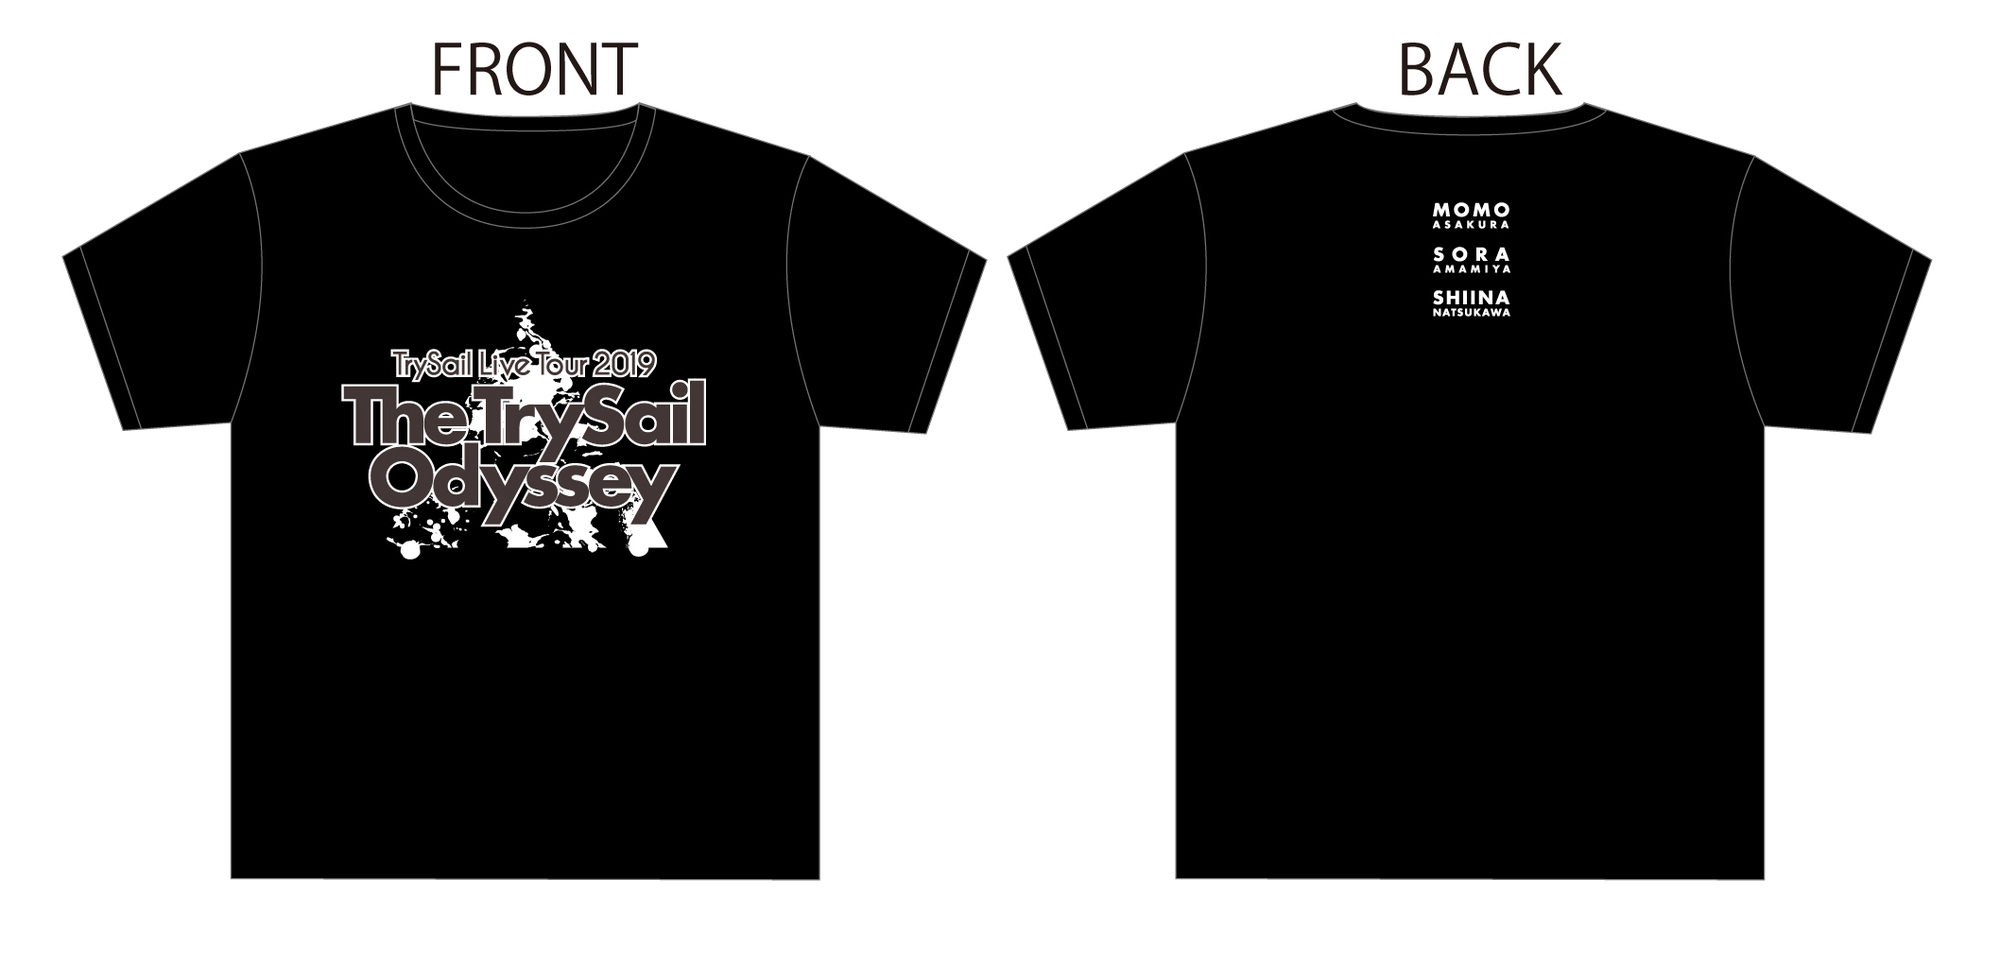 FRONT
TrySail Live Tour 2019
The TrySail
Odyssey
BACK
MOMO
ASAKURA
SORA
AMAMIYA
SHIINA
NATSUKAWA